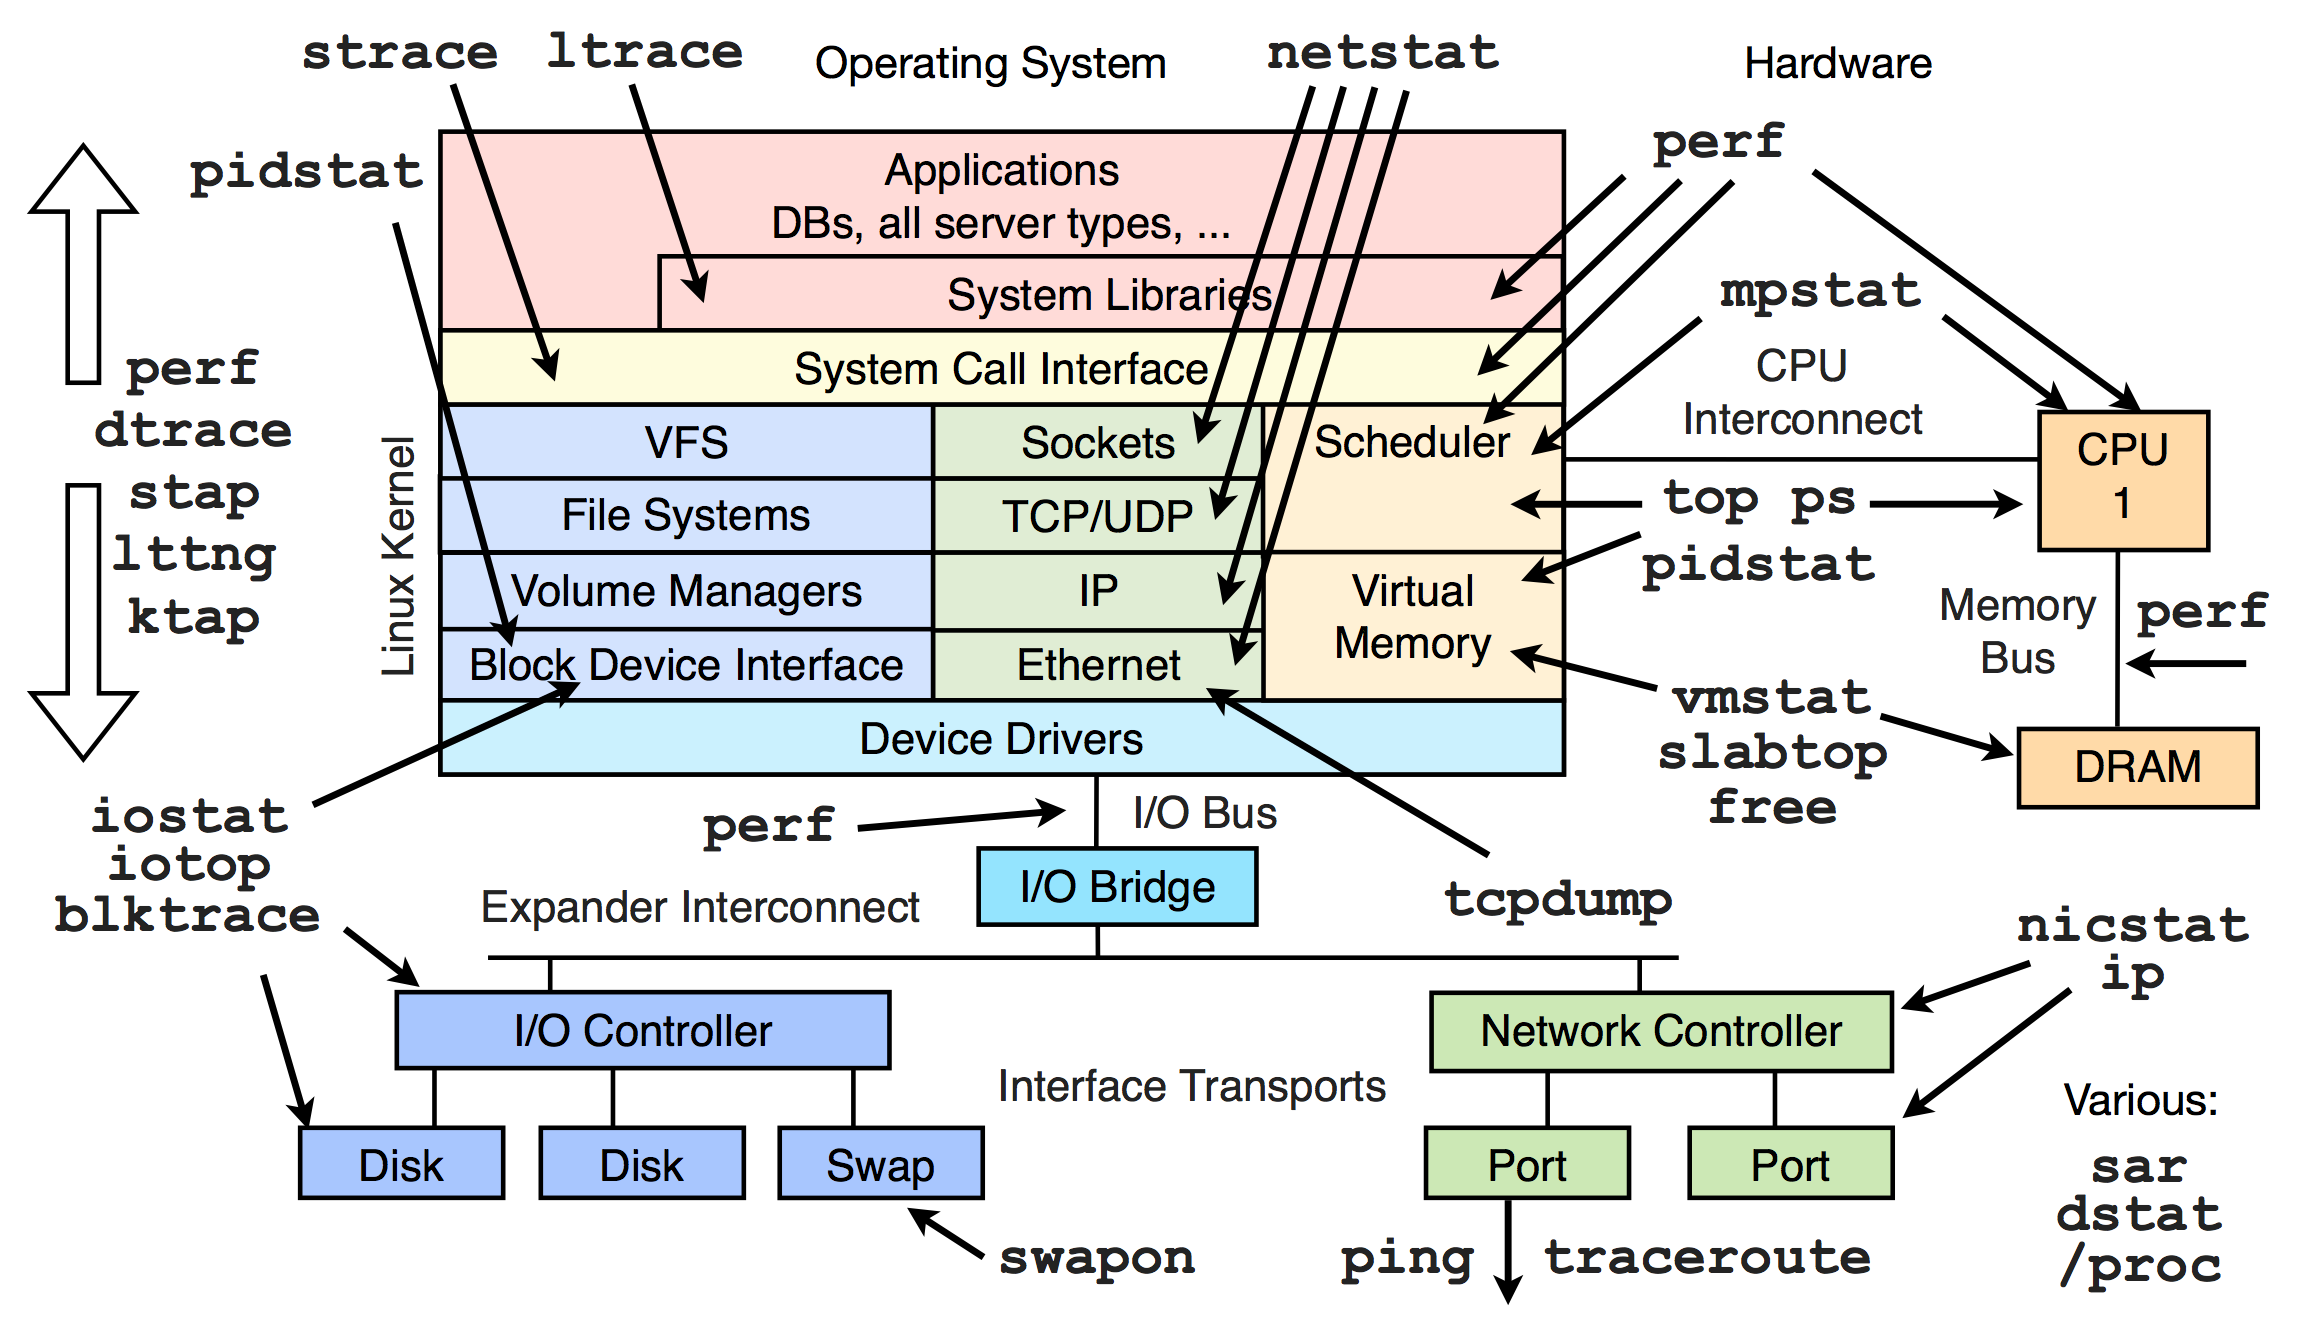 strace
ltrace
Operating System
netstat
Hardware
pidstat
perf
Applications
DBs, all server types, ...
System Libraries
mpstat
CPU
Interconnect
System Call Interface
perf
dtrace
stap
lttng
ktap
Linux Kernel
VFS
Sockets
Scheduler
CPU
1
File Systems
TCP/UDP
top ps
pidstat
Volume Managers
IP
Virtual
Memory
Memory
Bus
perf
Block Device Interface
Ethernet
vmstat
slabtop
free
DRAM
Device Drivers
iostat
iotop
blktrace
perf
I/O Bus
I/O Bridge
Expander Interconnect
tcpdump
nicstat
ip
I/O Controller
Network Controller
Interface Transports
Disk
Disk
Swap
Port
Port
swapon
ping
traceroute
Various:
sar
dstat
/proc